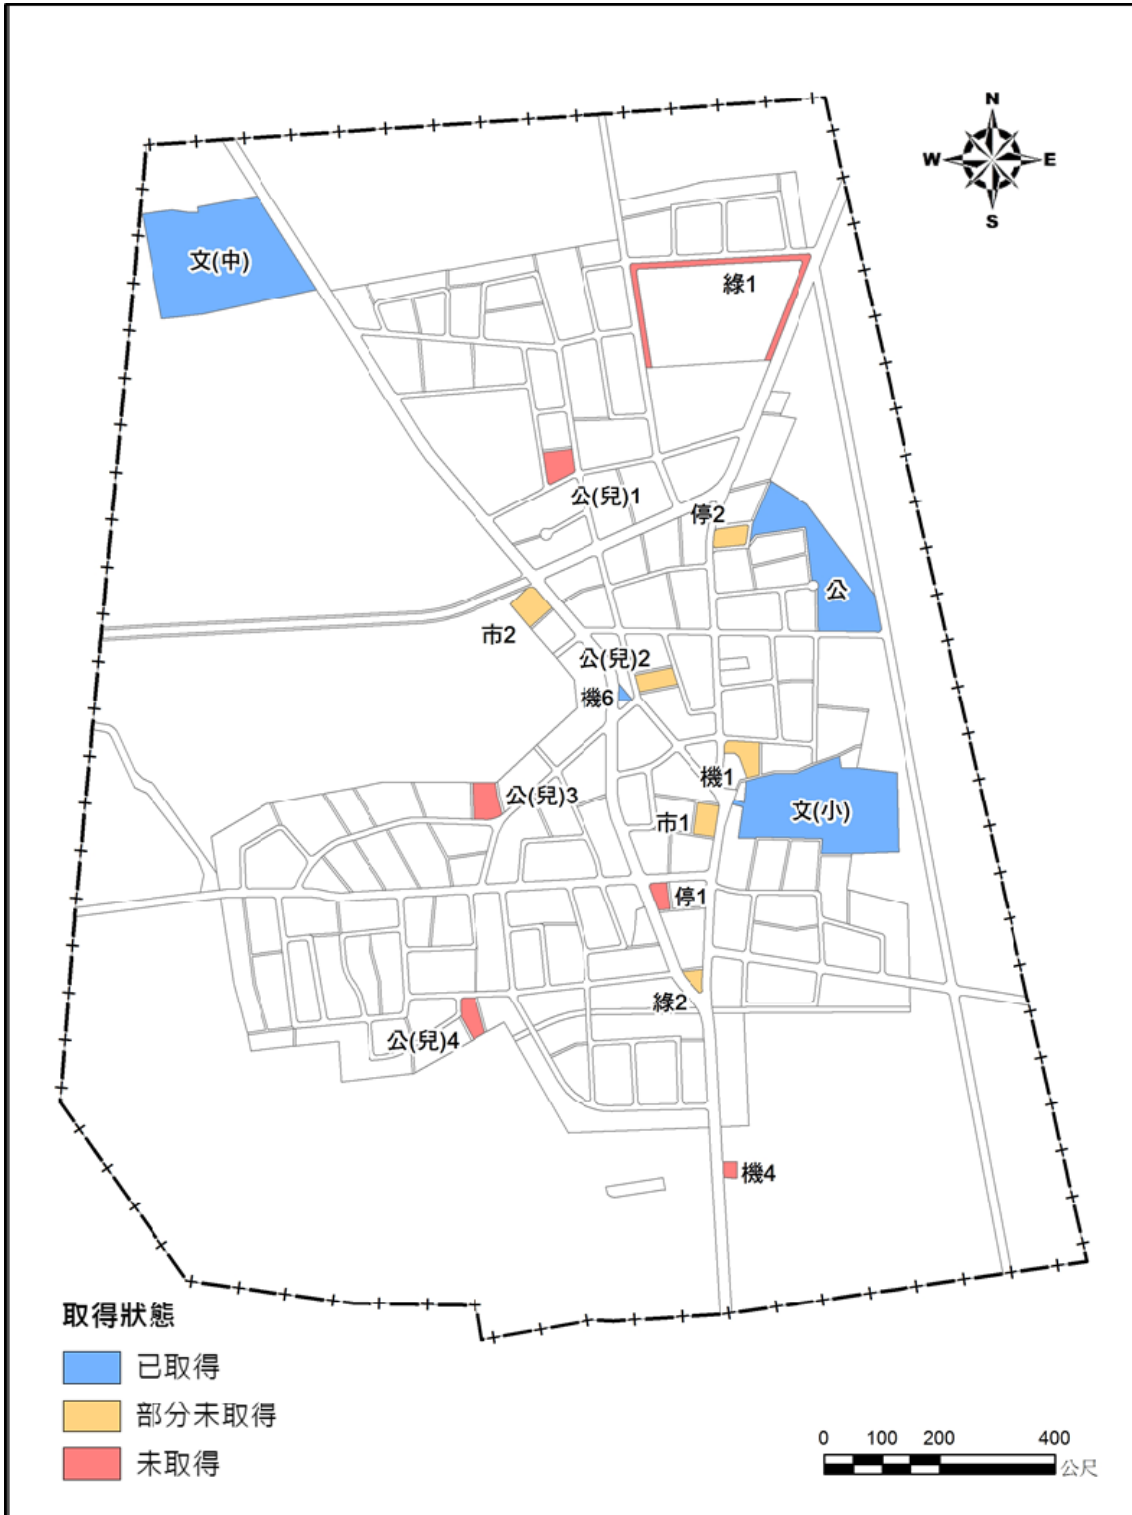 N
W
E
S
文(中)
綠1
公(兒)1
停2
公
市2
公(兒)2
機6
機1
公(兒)3
文(小)
市1
停1
綠2
公(兒)4
機4
取得狀態
已取得
部分未取得
未取得
0 100 200 400
公尺